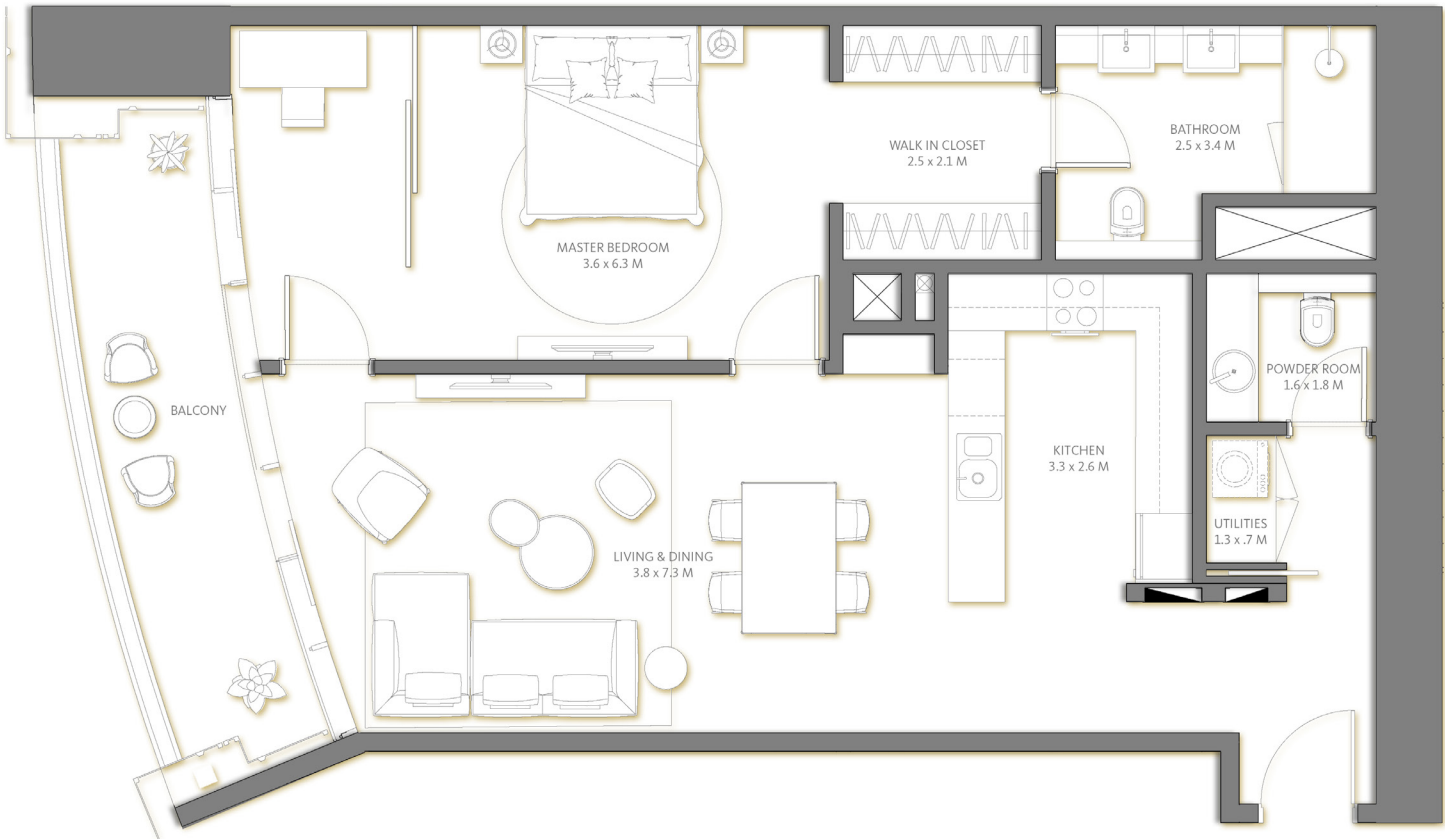 BATHROOM
2.5 x 3.4 M
WALK IN CLOSET
2.5 x 2.1 M
MASTER BEDROOM
3.6 x 6.3 M
POWDER ROOM
1.6 x 1.8 M
BALCONY
KITCHEN
3.3 x 2.6 M
UTILITIES
1.3 x .7 M
LIVING & DINING
3.8 x 7.3 M